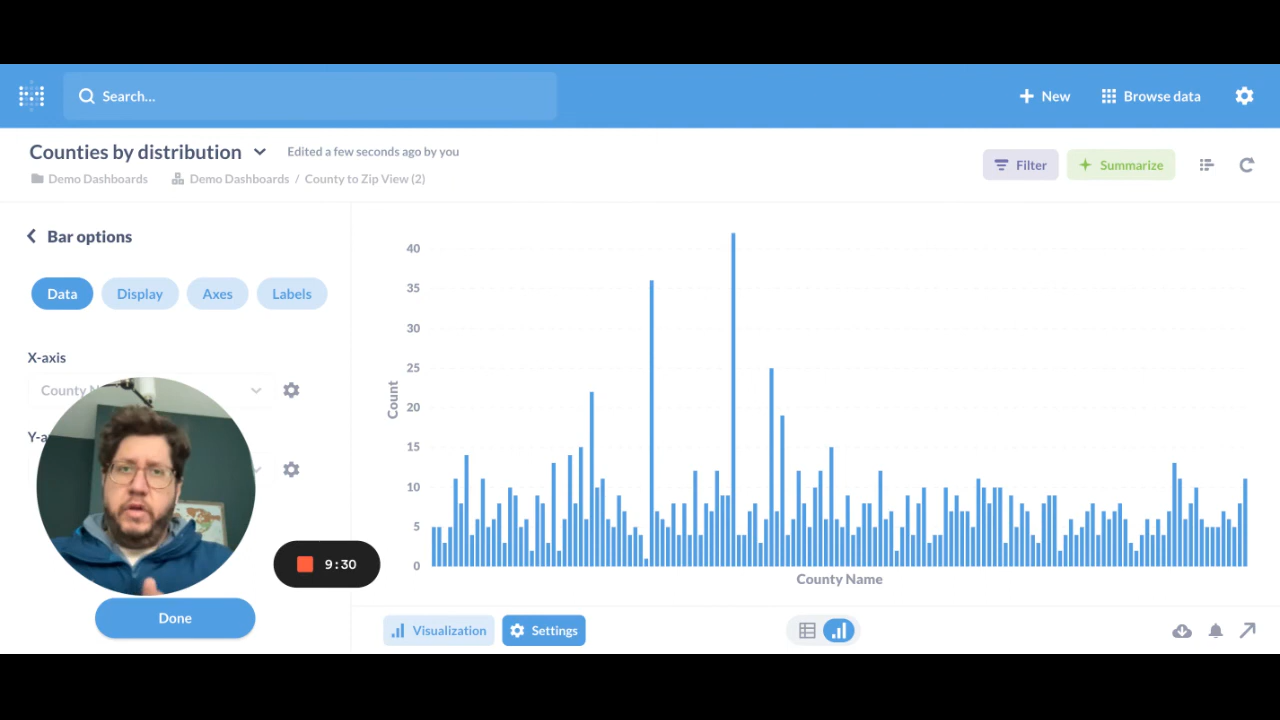 Search...
New
Browse data
Counties by distribution
Edited a few seconds ago by you
Demo Dashboards
Demo Dashboards / County to Zip View (2)
Filter
Summarize
Bar options
Data
Display
Axes
Labels
X-axis
County
9:30
Done
40
35
30
25
20
15
10
5
0
Count
County Name
Visualization
Settings